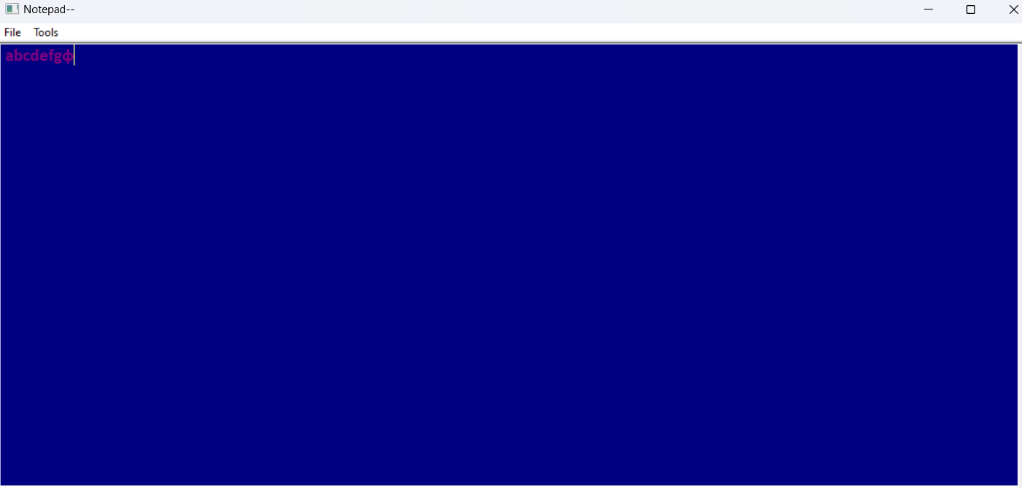 Notepad--
File Tools
abcdefgф